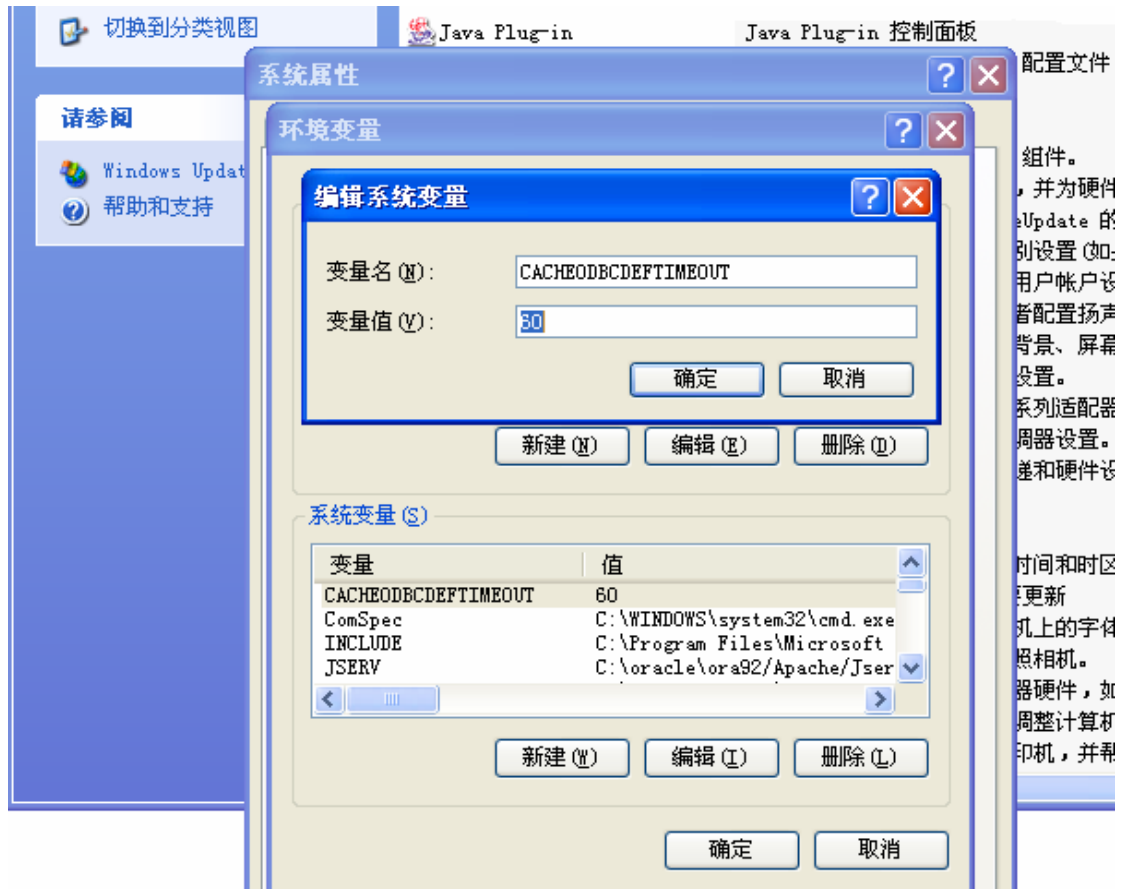 切换到分类视图
Java Plug-in
Java Plug-in 控制面板
配置文件
系统属性
请参阅
环境变量
Windows Updat
帮助和支持
组件。
，并为硬件
eUpdate 的
别设置(如
用户帐户设
者配置扬声
背景、屏幕
设置。
系列适配器
调器设置。
递和硬件设
编辑系统变量
变量名(N):
CACHEODBCDEFTIMEOUT
变量值(V):
60
确定
取消
新建(N)
编辑(E)
删除(D)
系统变量(S)
变量 值
CACHEODBCDEFTIMEOUT 60
ComSpec C:\WINDOWS\system32\cmd.exe
INCLUDE C:\Program Files\Microsoft
JSERV C:\oracle\ora92/Apache/Jser
新建(W)
编辑(I)
删除(L)
时间和时区
要更新
机上的字体
照相机。
器硬件，如
调整计算机
印机，并帮
确定
取消